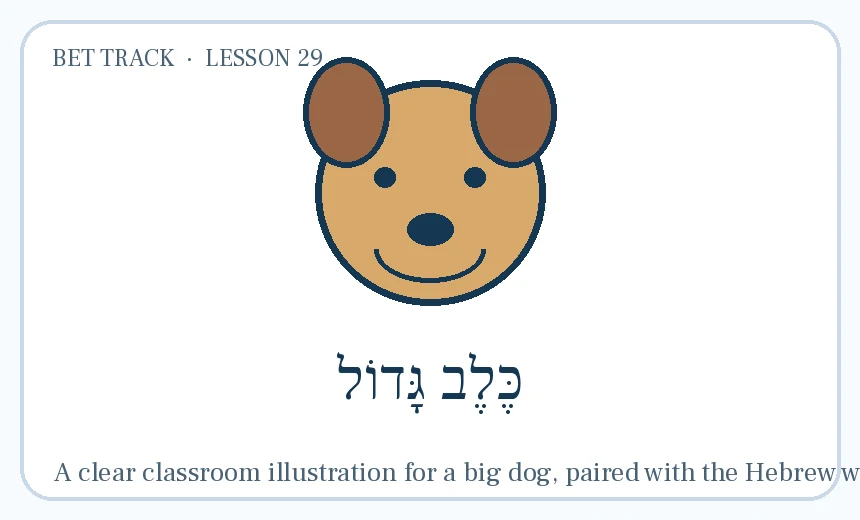 BET TRACK · LESSON 29
כֶּלֶב גָּדוֹל
A clear classroom illustration for a big dog, paired with the Hebrew